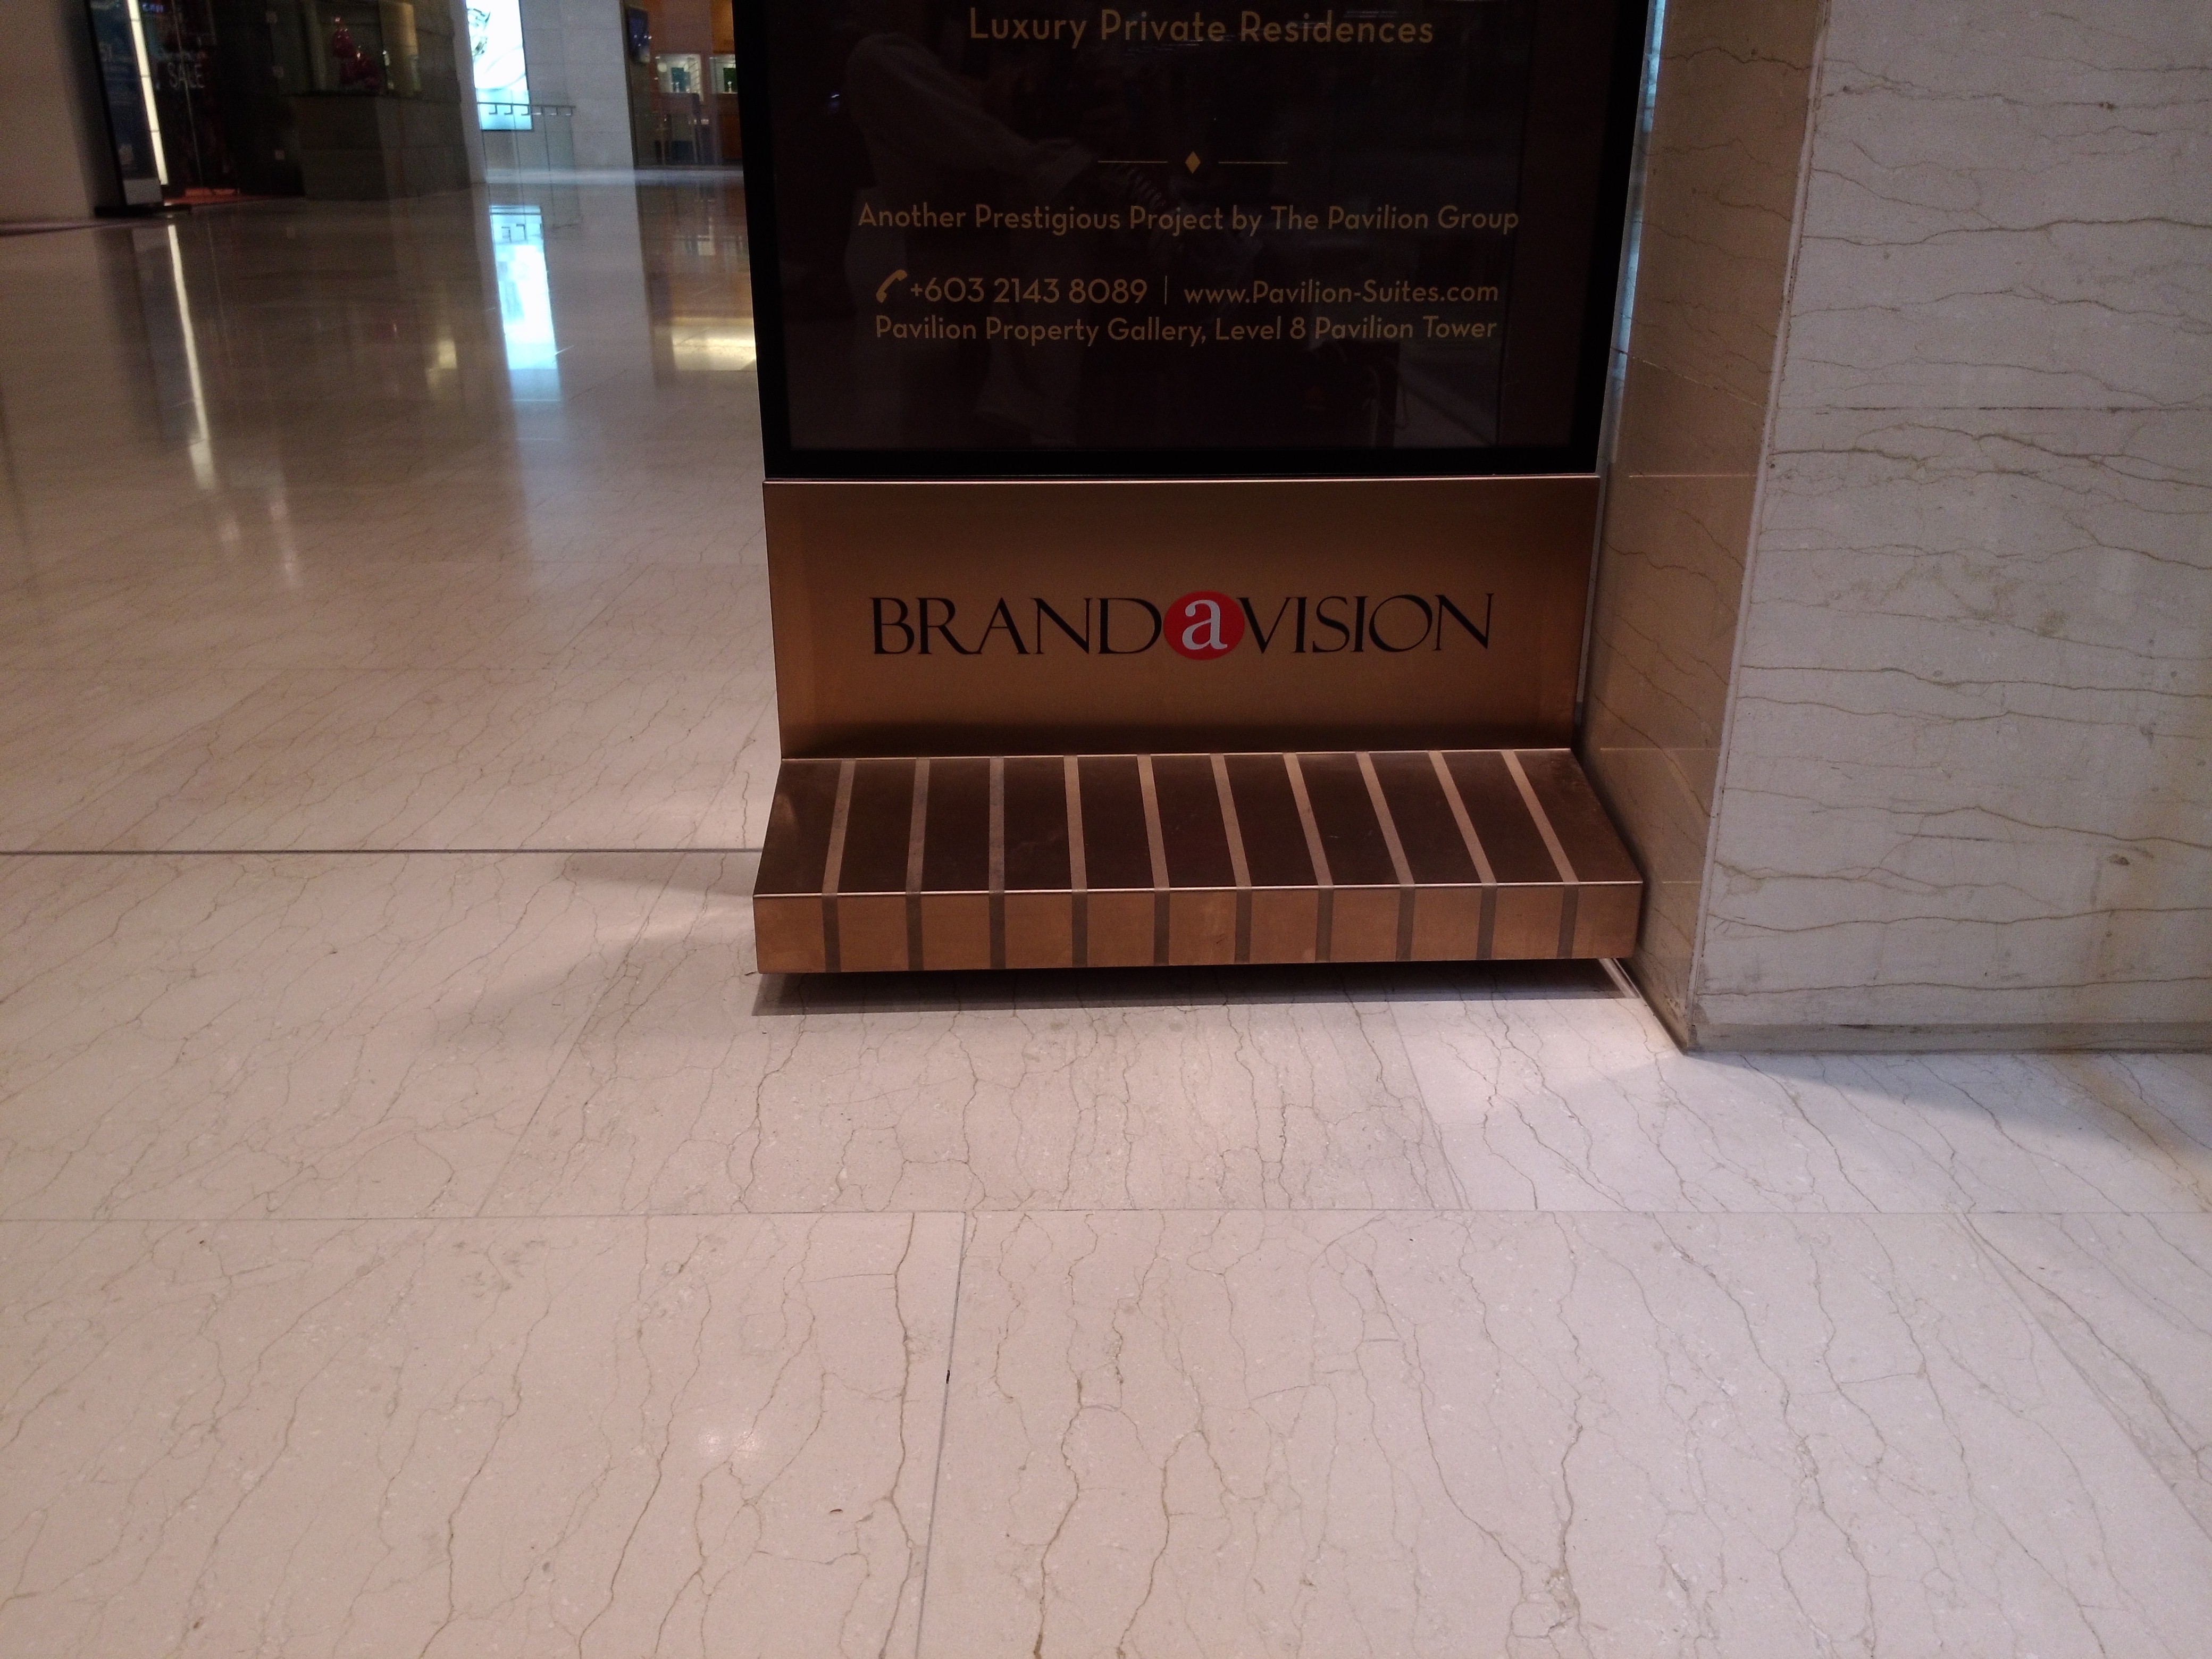 SALE
Luxury Private Residences
Another Prestigious Project by The Pavilion Group
+603 2143 8089 | www.Pavilion-Suites.com
Pavilion Property Gallery, Level 8 Pavilion Tower
BRANDaVISION